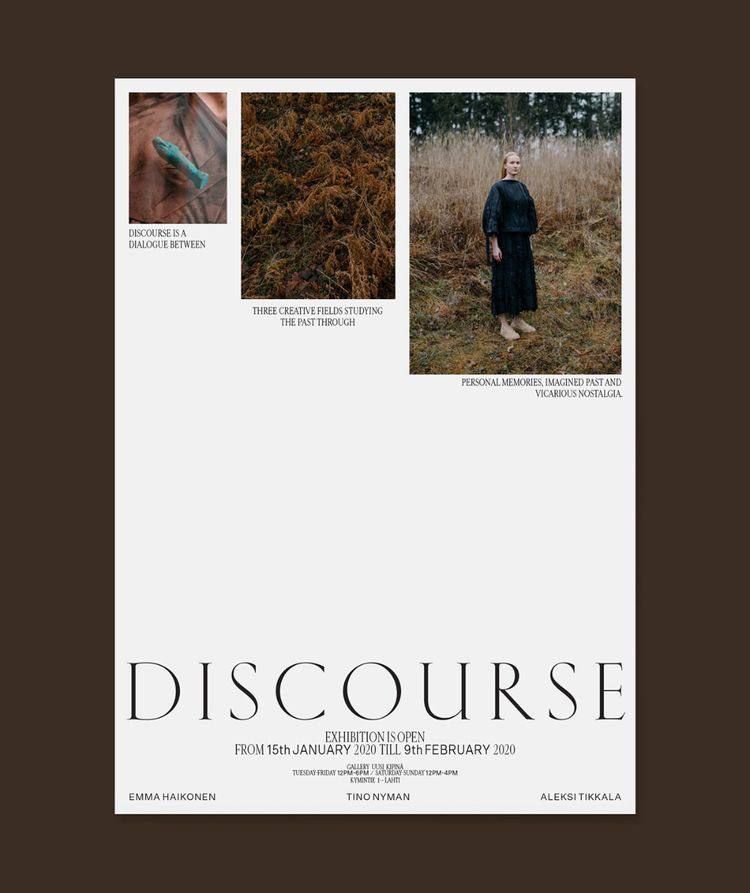 DISCOURSE IS A
DIALOGUE BETWEEN
THREE CREATIVE FIELDS STUDYING
THE PAST THROUGH
PERSONAL MEMORIES, IMAGINED PAST AND
VICARIOUS NOSTALGIA.
DISCOURSE
EXHIBITION IS OPEN
FROM 15th JANUARY 2020 TILL 9th FEBRUARY 2020
GALLERY UUSI KIPINÄ
TUESDAY-FRIDAY 12PM-6PM / SATURDAY-SUNDAY 12PM-4PM
KYMINTIE 1 - LAHTI
EMMA HAIKONEN TINO NYMAN ALEKSI TIKKALA